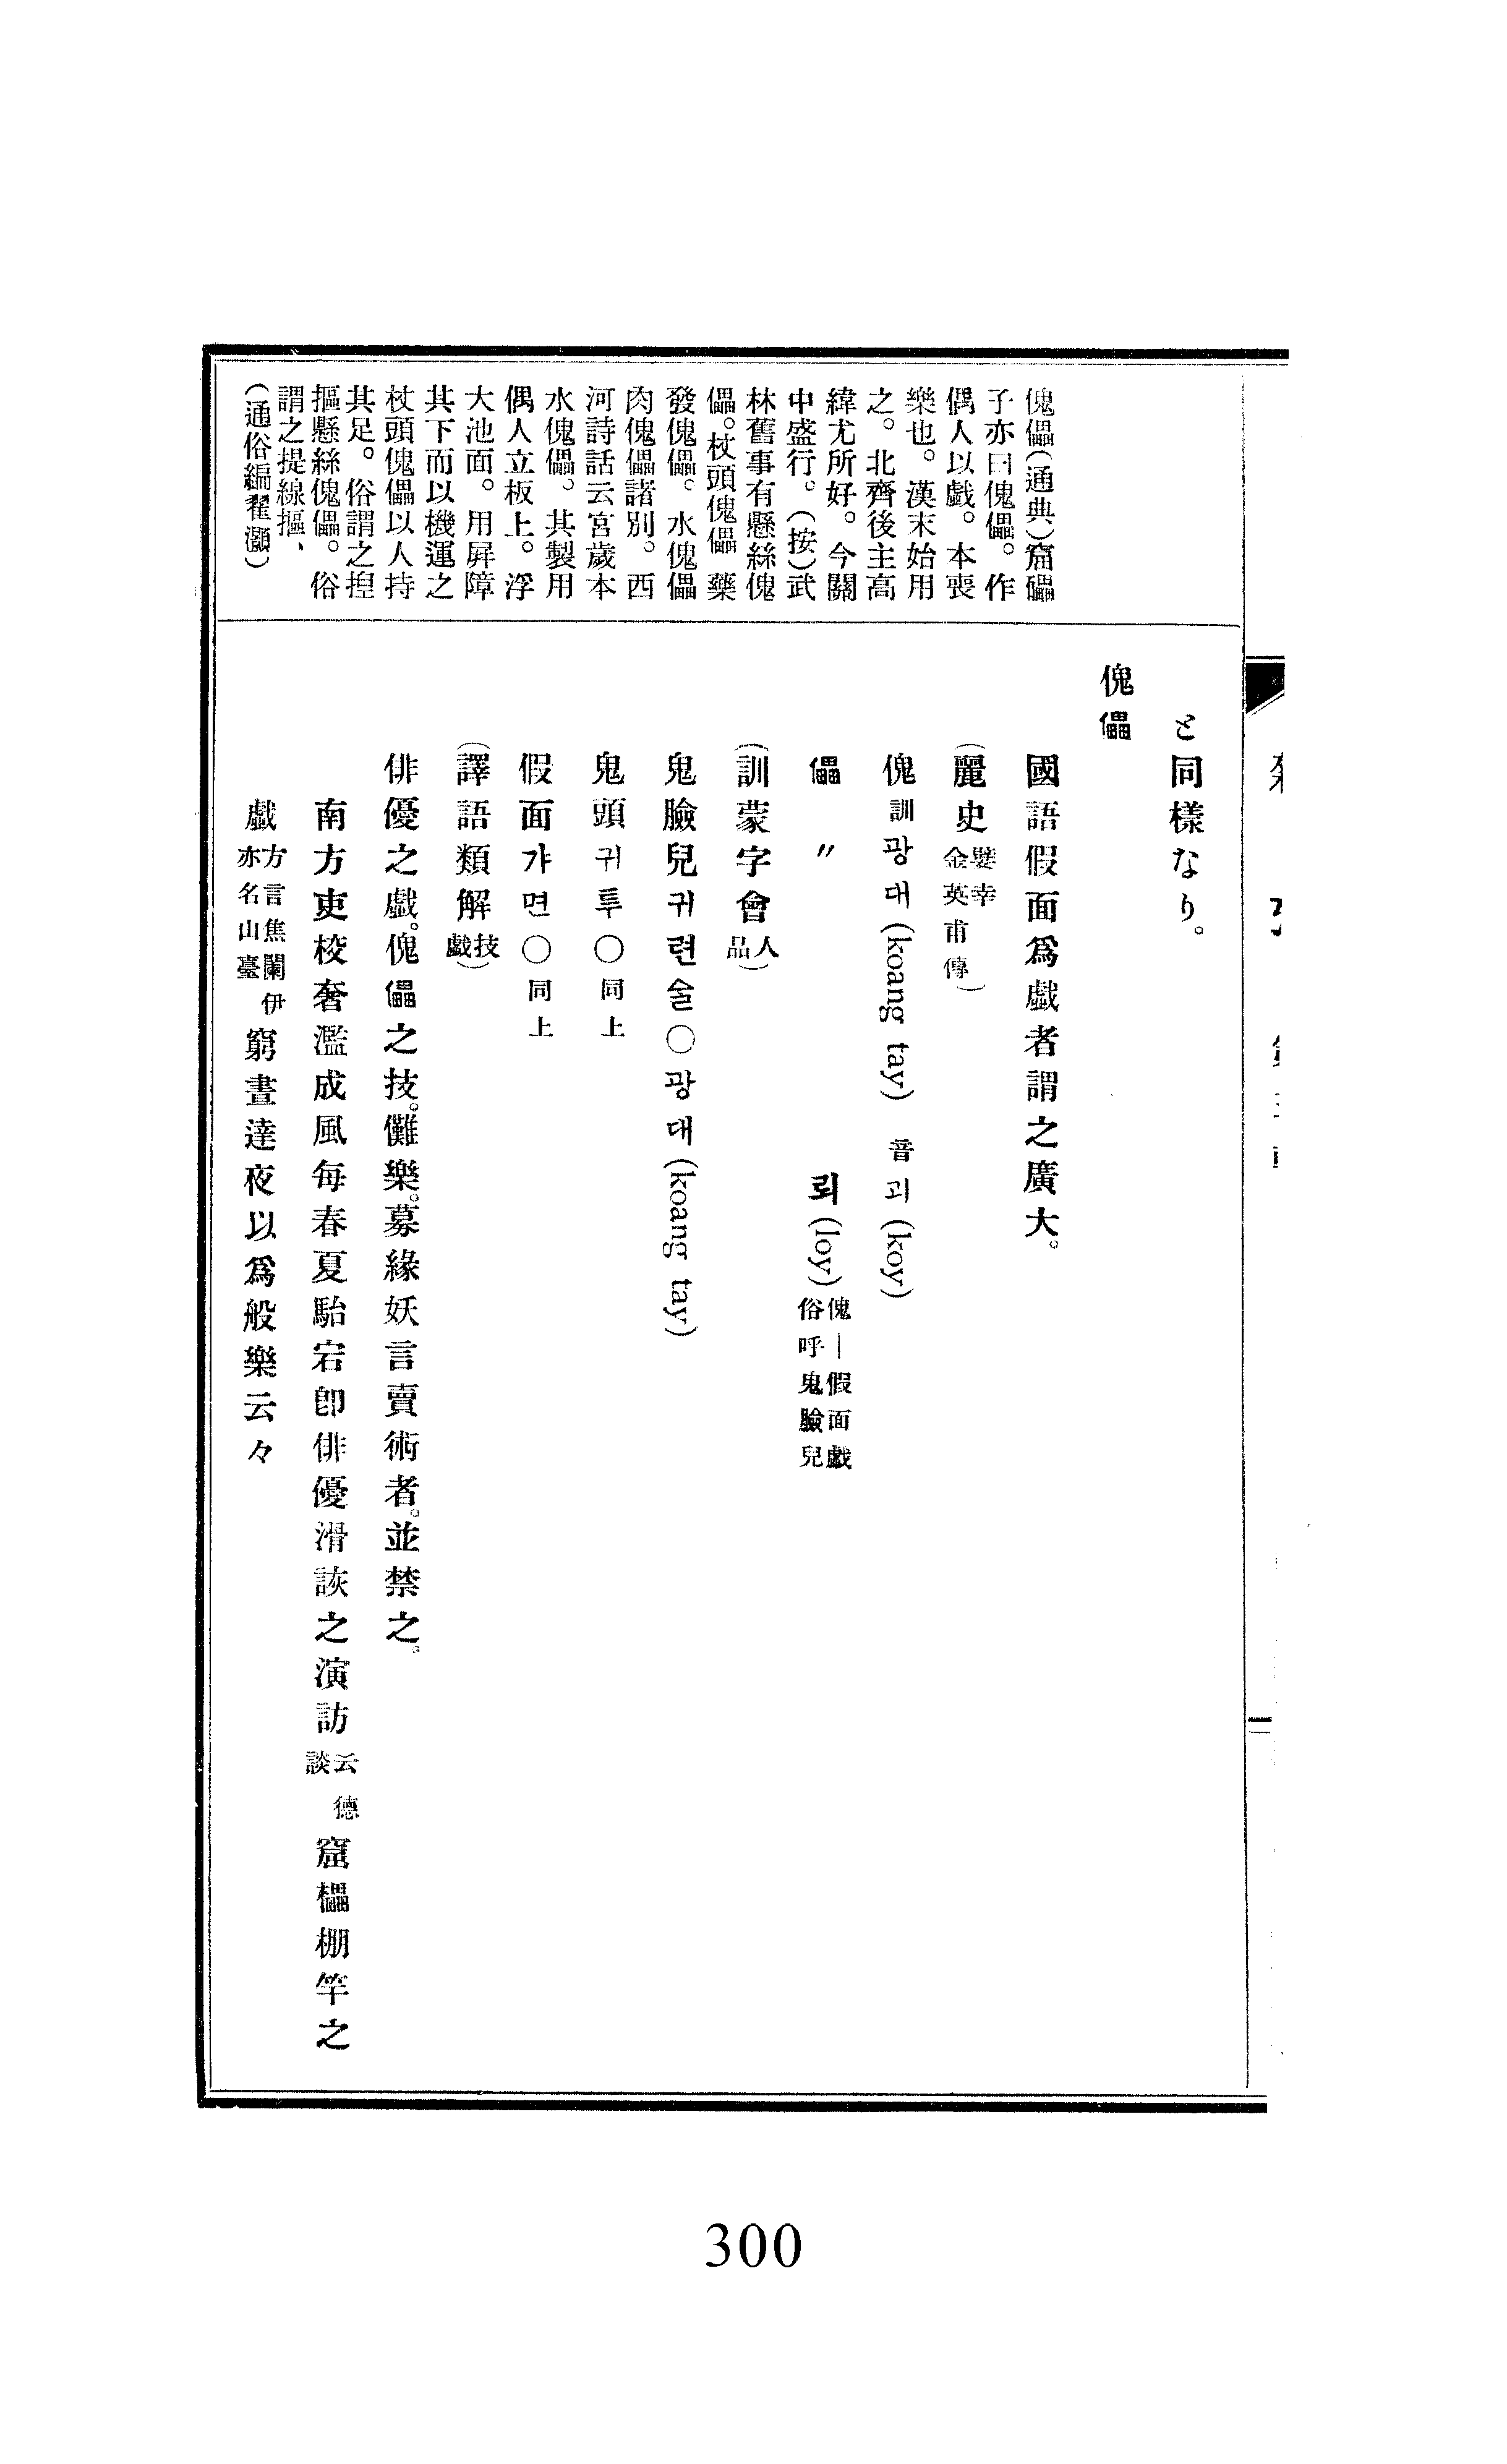 傀儡(通典)窟礧
子亦曰傀儡。作
偶人以戲。本喪
樂也。漢末始用
之。北齊後主高
緯尤所好。今關
中盛行。(按)武
林舊事有懸絲傀
儡。杖頭傀儡藥
發傀儡。水傀儡
肉傀儡諸別。西
河詩話云宮歲本
水傀儡。其製用
偶人立板上。浮
大池面。用屏障
其下而以機運之
杖頭傀儡以人持
其足。俗謂之揑
摳懸絲傀儡。俗
謂之提線摳、
(通俗編翟灝)
と同樣なり。
傀儡
國語假面爲戲者謂之廣大。
(麗史嬖幸金英甫傳)
傀訓광대(koang tay) 音괴(koy)
儡〃 뢰(loy)傀―假面戲俗呼鬼臉兒
(訓蒙字會人品)
鬼臉兒귀련술○광대(koang tay)
鬼頭귀투○同上
假面갸면○同上
(譯語類解技戲)
俳優之戲。傀儡之技。儺樂。募緣妖言賣術者。並禁之。
南方吏校奢濫成風每春夏駘宕卽俳優滑詼之演訪云德談窟櫑棚竿之
戲方言焦闌伊亦名山臺窮晝達夜以爲般樂云々
300